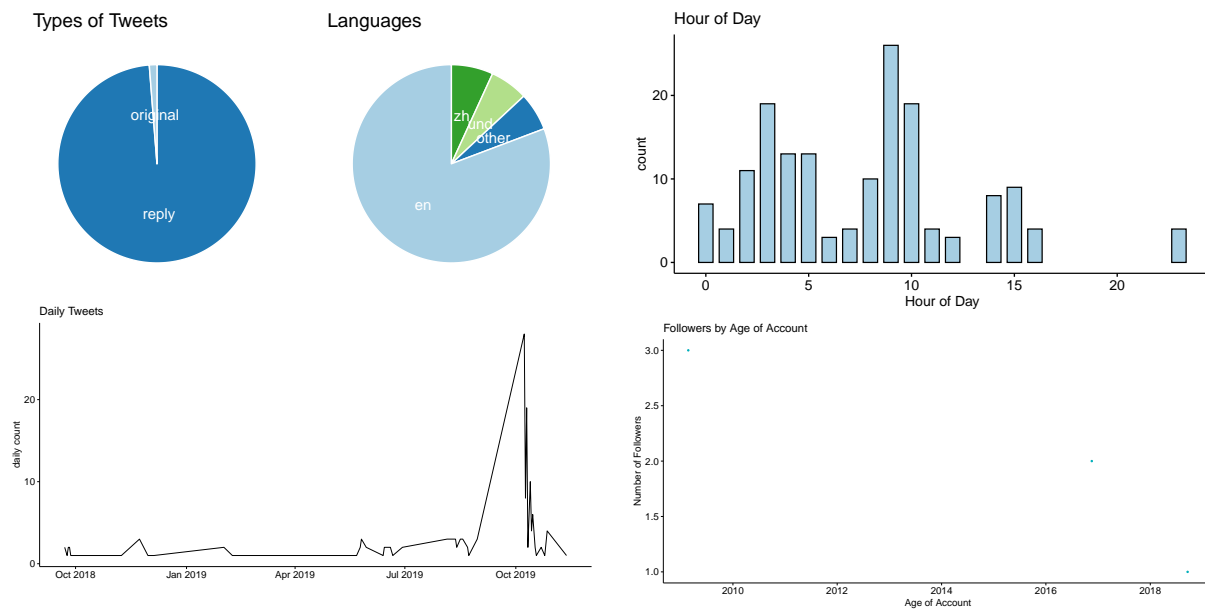 Types of Tweets
original
reply
Languages
zh
und
other
en
Hour of Day
count
20
10
0
0 5 10 15 20
Hour of Day
Daily Tweets
daily count
20
10
0
Oct 2018 Jan 2019 Apr 2019 Jul 2019 Oct 2019
Followers by Age of Account
Number of Followers
3.0
2.5
2.0
1.5
1.0
2010 2012 2014 2016 2018
Age of Account